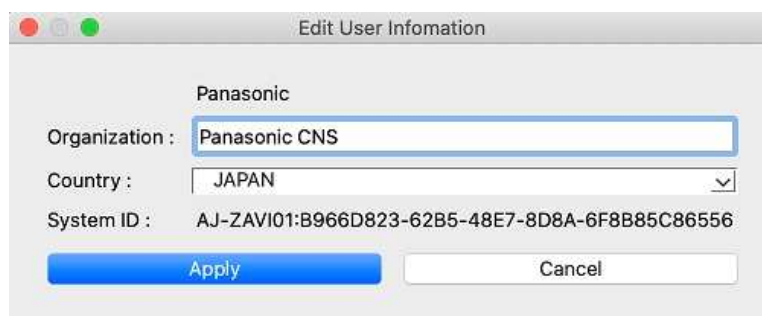 Edit User Infomation
Panasonic
Organization : Panasonic CNS
Country : JAPAN
System ID : AJ-ZAVI01:B966D823-62B5-48E7-8D8A-6F8B85C86556
Apply Cancel